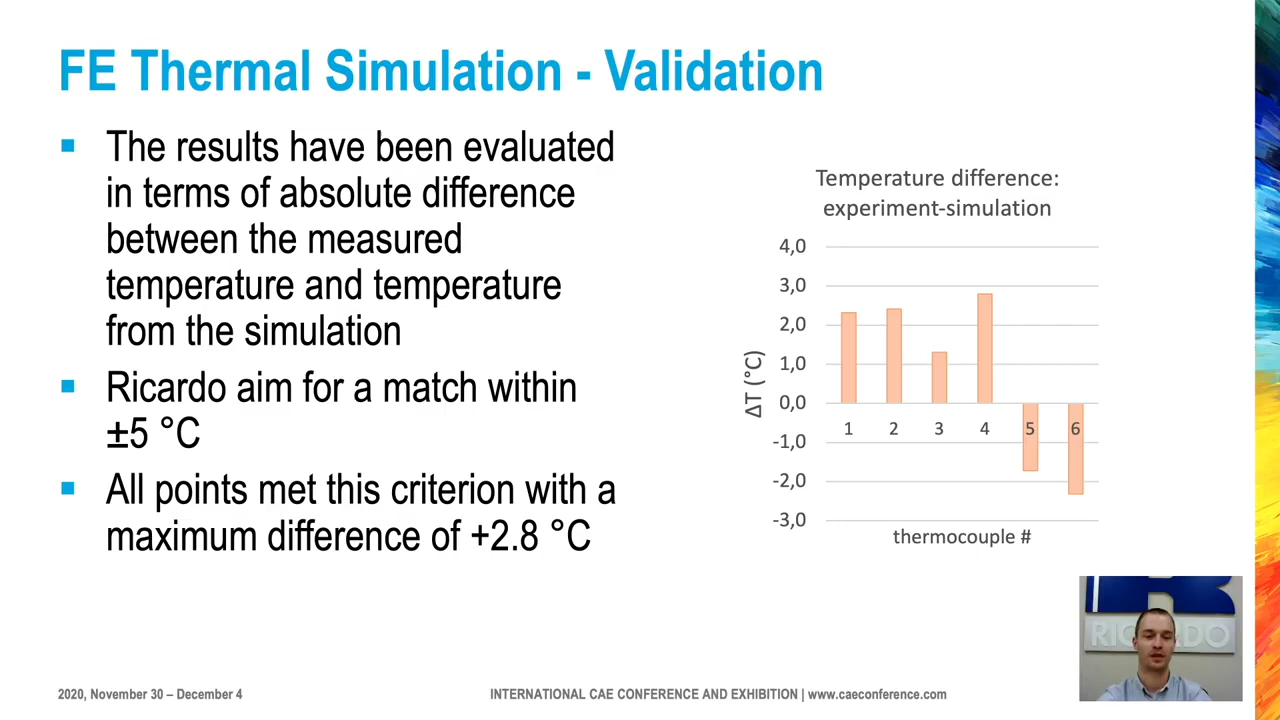 FE Thermal Simulation - Validation
The results have been evaluated
in terms of absolute difference
between the measured
temperature and temperature
from the simulation
Ricardo aim for a match within
±5 °C
All points met this criterion with a
maximum difference of +2.8 °C
Temperature difference:
experiment-simulation
4,0
3,0
2,0
1,0
0,0
-1,0
-2,0
-3,0
ΔT (°C)
1 2 3 4 5 6
thermocouple #
RICARDO
2020, November 30 – December 4
INTERNATIONAL CAE CONFERENCE AND EXHIBITION | www.caeconference.com